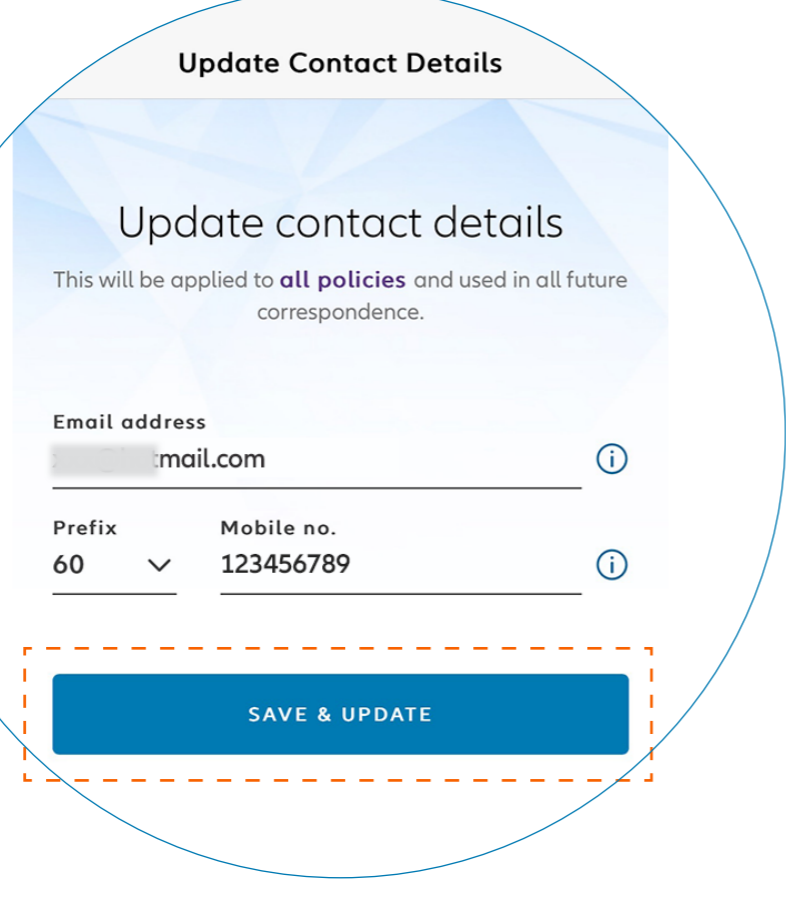 Update Contact Details
Update contact details
This will be applied to all policies and used in all future
correspondence.
Email address
mail.com
Prefix
Mobile no.
60
123456789
SAVE & UPDATE